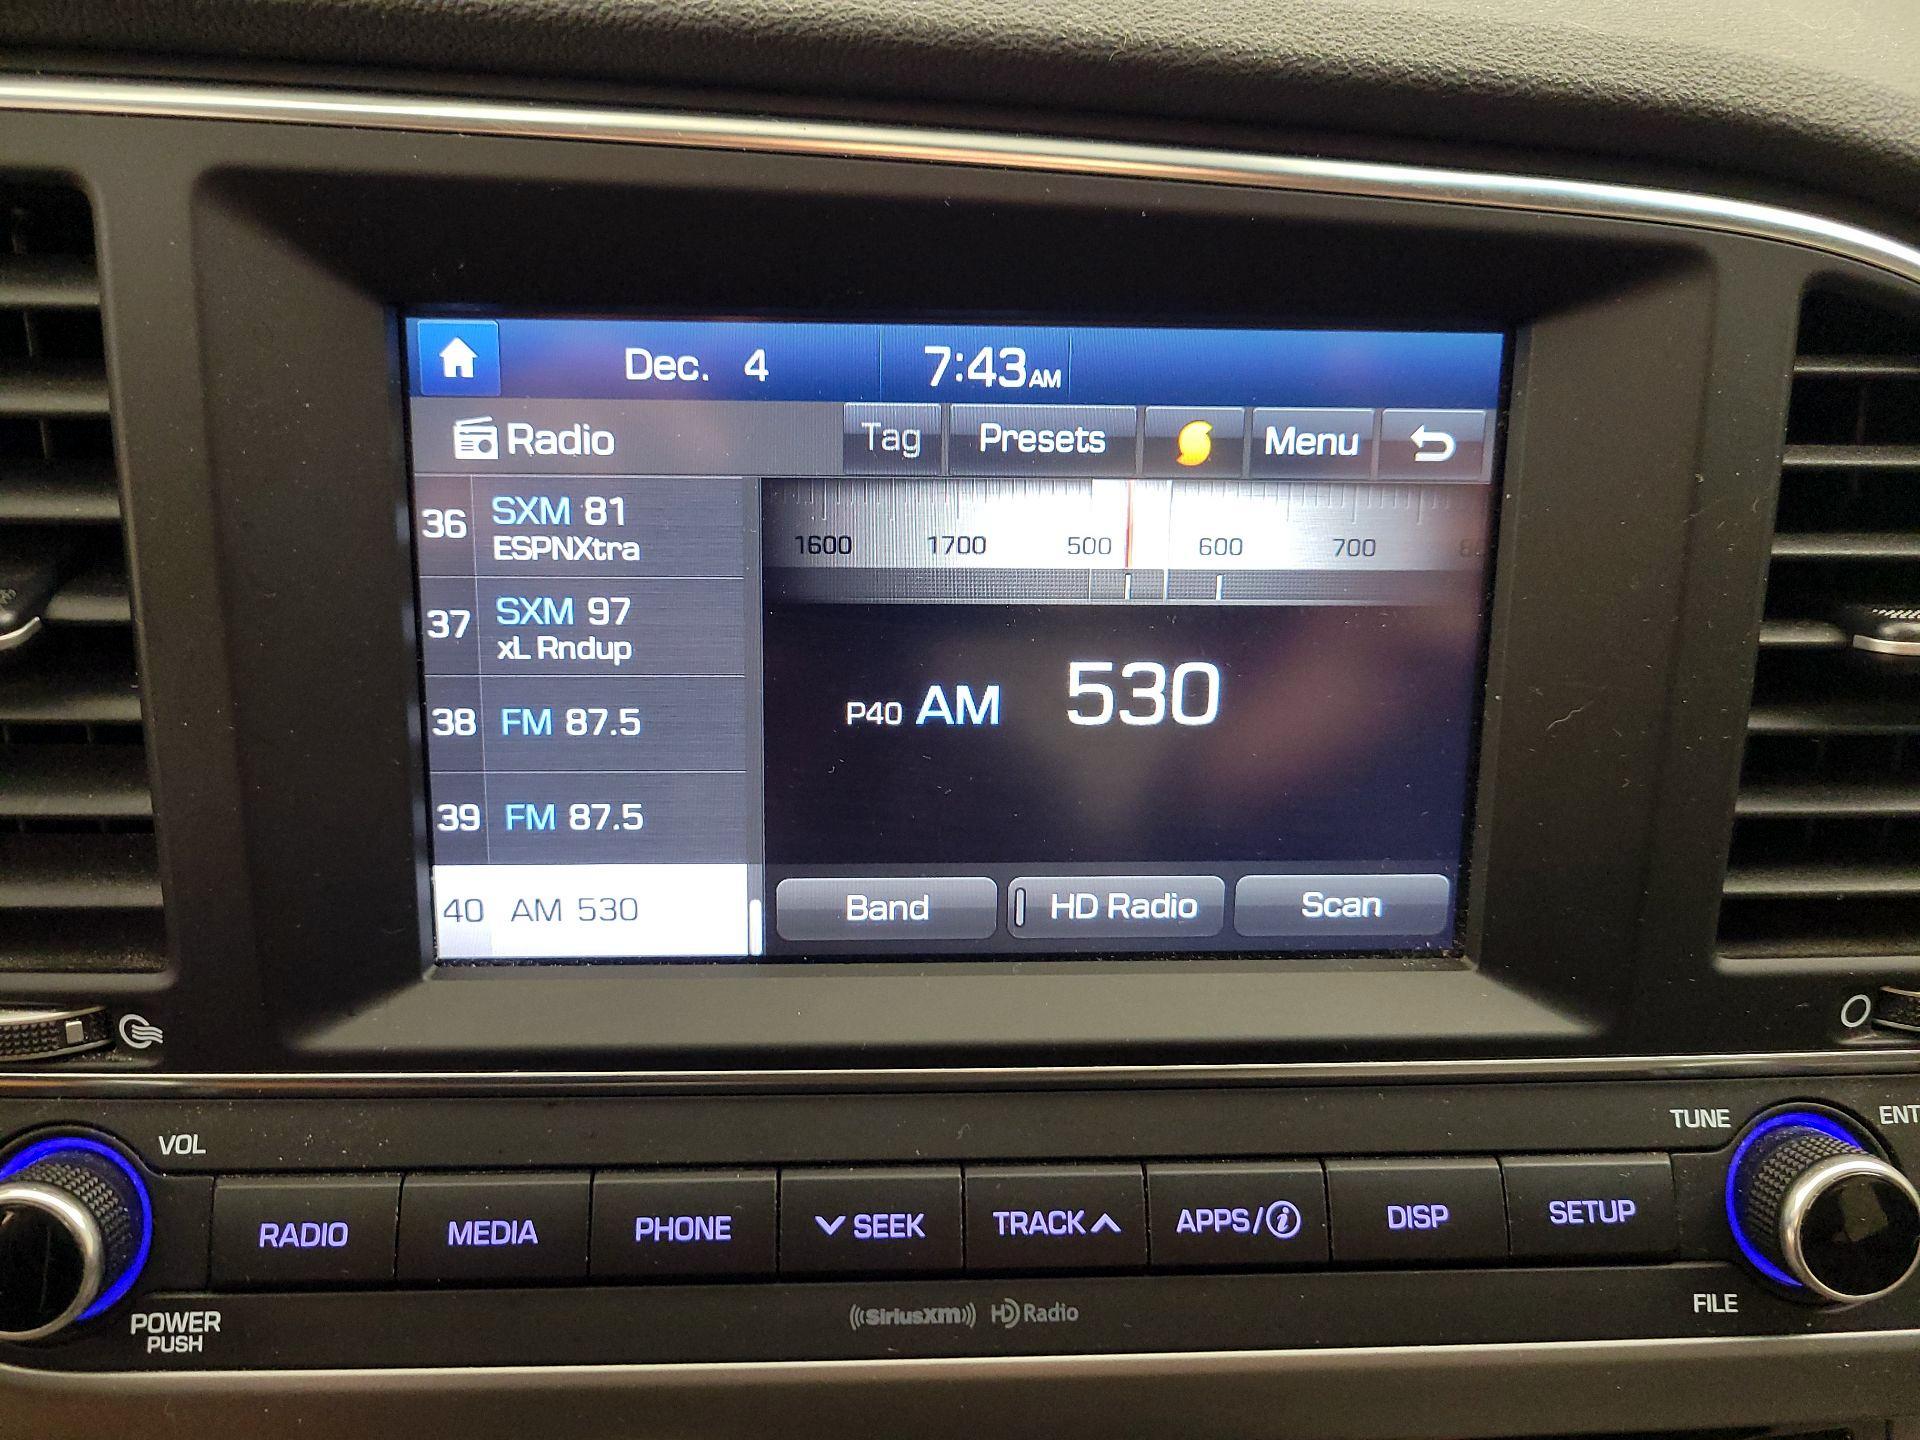 Dec. 4 7:43 AM
Radio Tag Presets Menu
36 SXM 81
ESPNXtra
37 SXM 97
xL Rndup
38 FM 87.5
39 FM 87.5
40 AM 530
1600 1700 500 600 700
P40 AM 530
Band HD Radio Scan
VOL
TUNE ENT
RADIO MEDIA PHONE SEEK TRACK APPS/i DISP SETUP
POWER
PUSH
FILE
((SiriusXM)) HD Radio